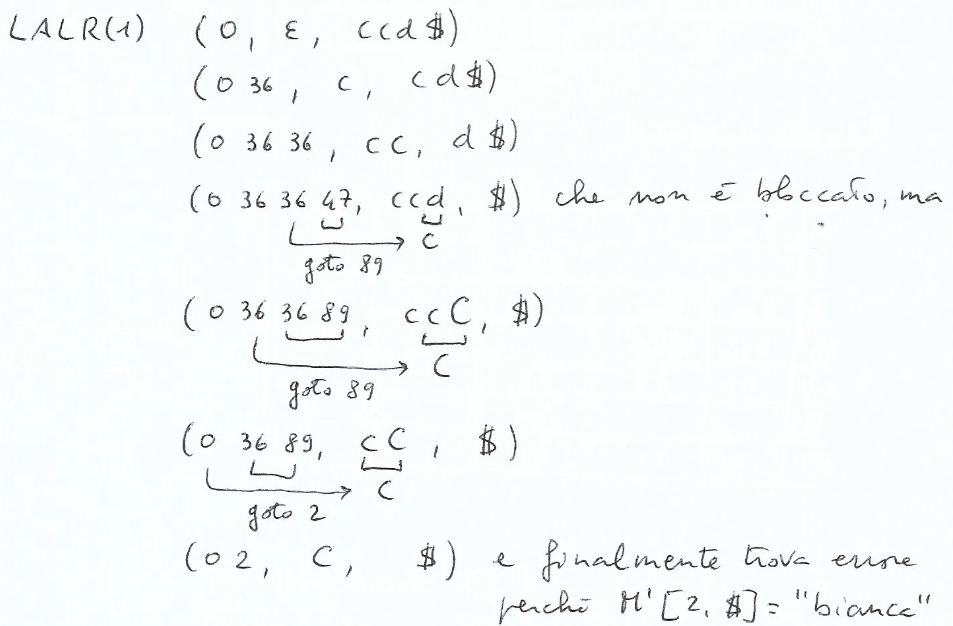 LALR(1) (0, ε, ccd$)
(0 36, c, cd$)
(0 36 36, cc, d$)
(0 36 36 47, ccd, $) che non è bloccato, ma
C
goto 89
(0 36 36 89, ccC, $)
C
goto 89
(0 36 89, cC, $)
C
goto 2
(0 2, C, $) e finalmente trova errore
perché M'[2, $] = "bianca"